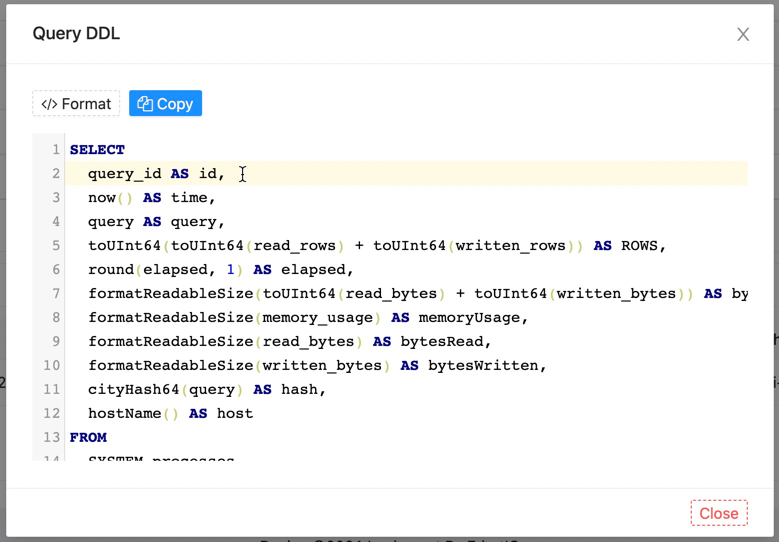 Query DDL
X
</> Format
Copy
1 SELECT
2 query_id AS id,
3 now() AS time,
4 query AS query,
5 toUInt64(toUInt64(read_rows) + toUInt64(written_rows)) AS ROWS,
6 round(elapsed, 1) AS elapsed,
7 formatReadableSize(toUInt64(read_bytes) + toUInt64(written_bytes)) AS by
8 formatReadableSize(memory_usage) AS memoryUsage,
9 formatReadableSize(read_bytes) AS bytesRead,
10 formatReadableSize(written_bytes) AS bytesWritten,
11 cityHash64(query) AS hash,
12 hostName() AS host
13 FROM
14 SYSTEM.processes
Close